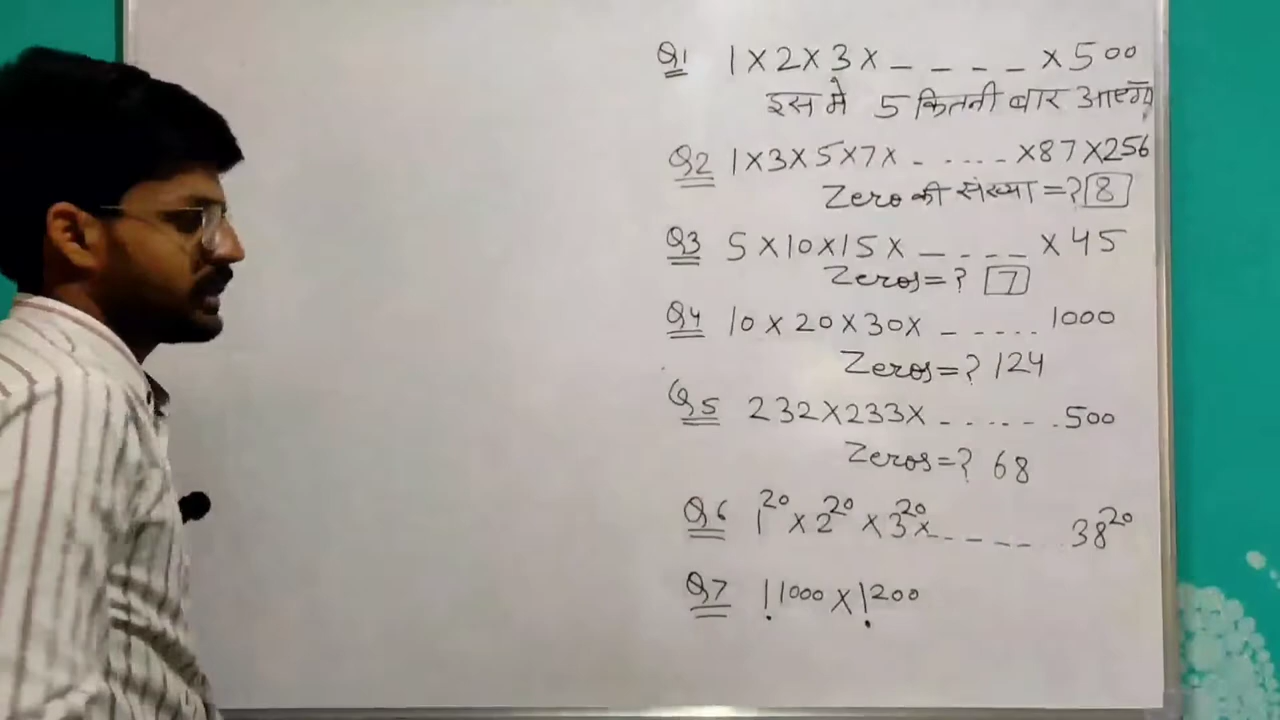 Q1 1×2×3×_ _ _ _ ×500
इस मे 5 कितनी बार आएगा
Q2 1×3×5×7×- ---- ×87×256
Zero की संख्या =? 8
Q3 5×10×15×_ _ _ _ ×45
Zeros=? 7
Q4 10×20×30×_ ..... 1000
Zeros=? 124
Q5 232×233×- ..... .500
Zeros=? 68
Q6 1²⁰×2²⁰×3²⁰×..._ _ _ 38²⁰
Q7 !1000×!200